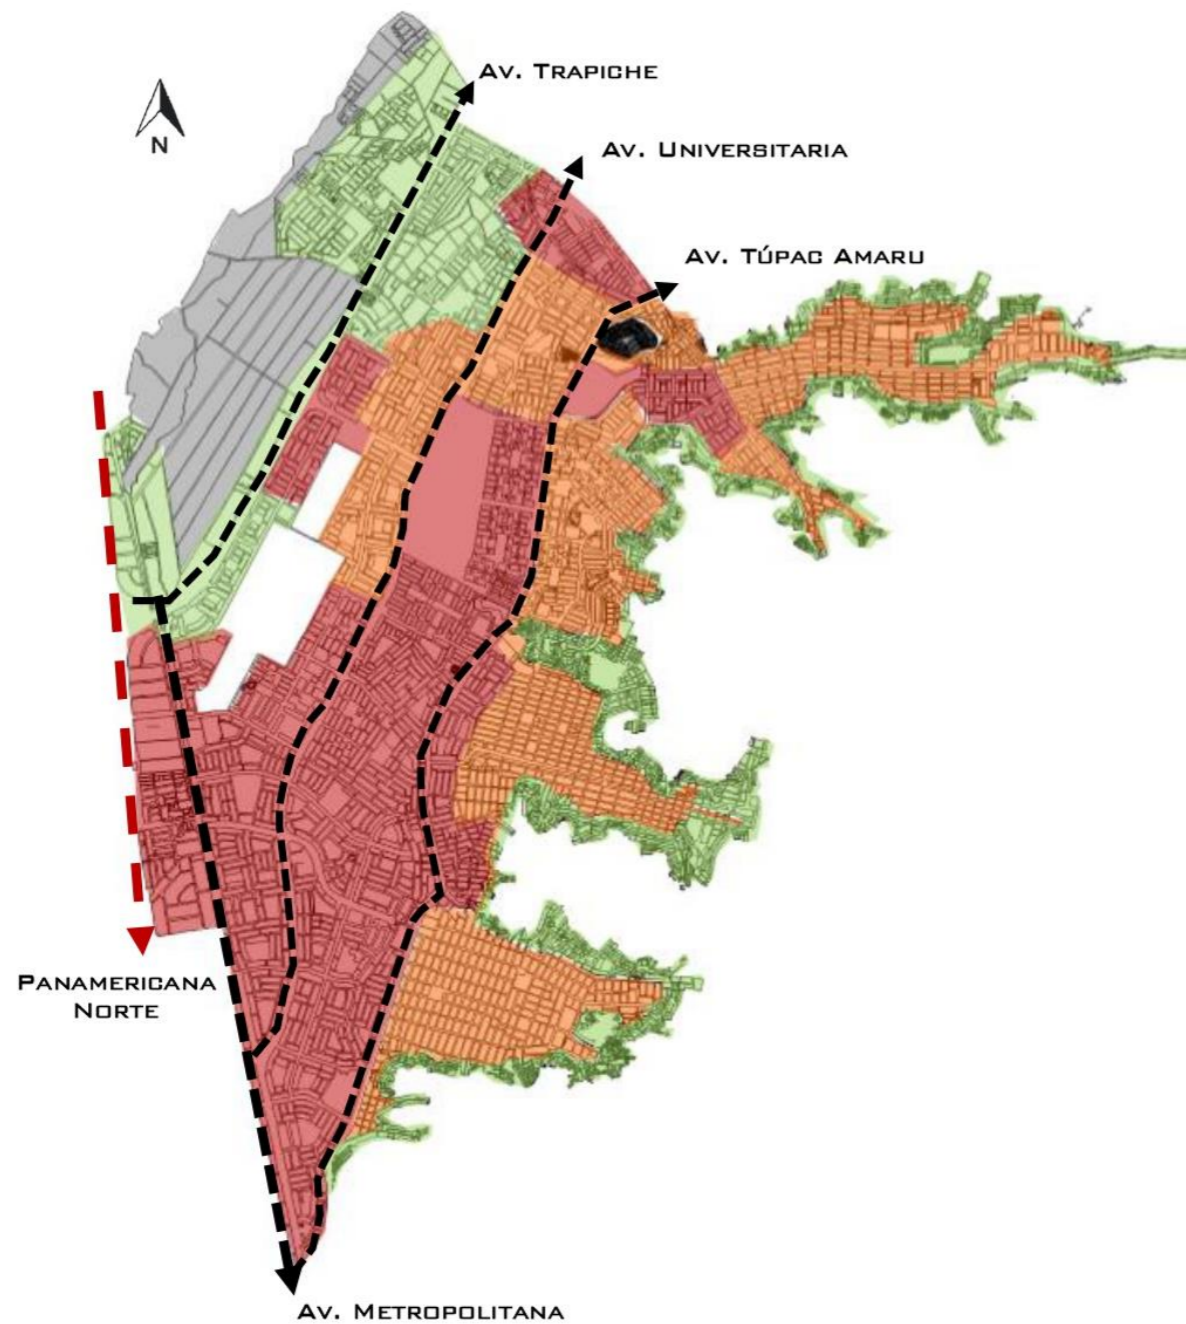 Av. Trapiche
N
Av. Universitaria
Av. Túpac Amaru
Panamericana
Norte
Av. Metropolitana